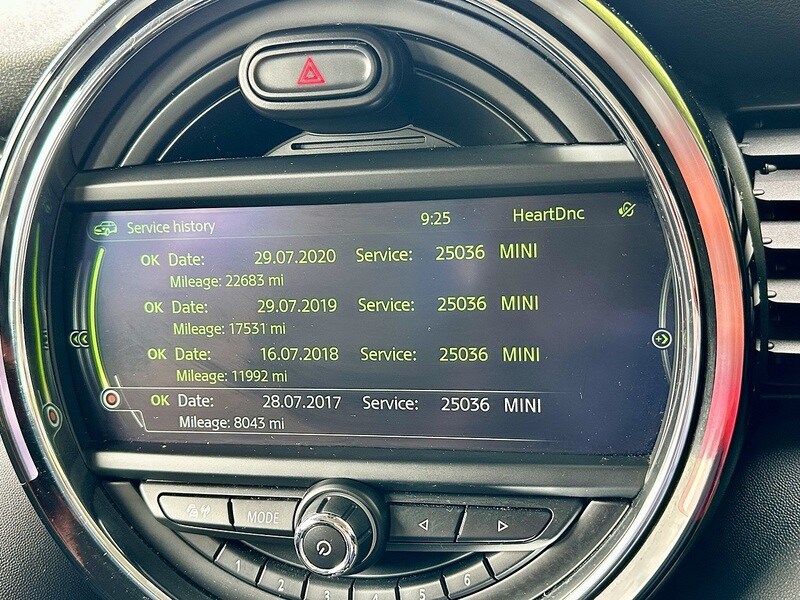 Service history 9:25 HeartDnc
OK Date: 29.07.2020 Service: 25036 MINI
Mileage: 22683 mi
OK Date: 29.07.2019 Service: 25036 MINI
Mileage: 17531 mi
OK Date: 16.07.2018 Service: 25036 MINI
Mileage: 11992 mi
OK Date: 28.07.2017 Service: 25036 MINI
Mileage: 8043 mi
MODE
1 2 3 4 5 6